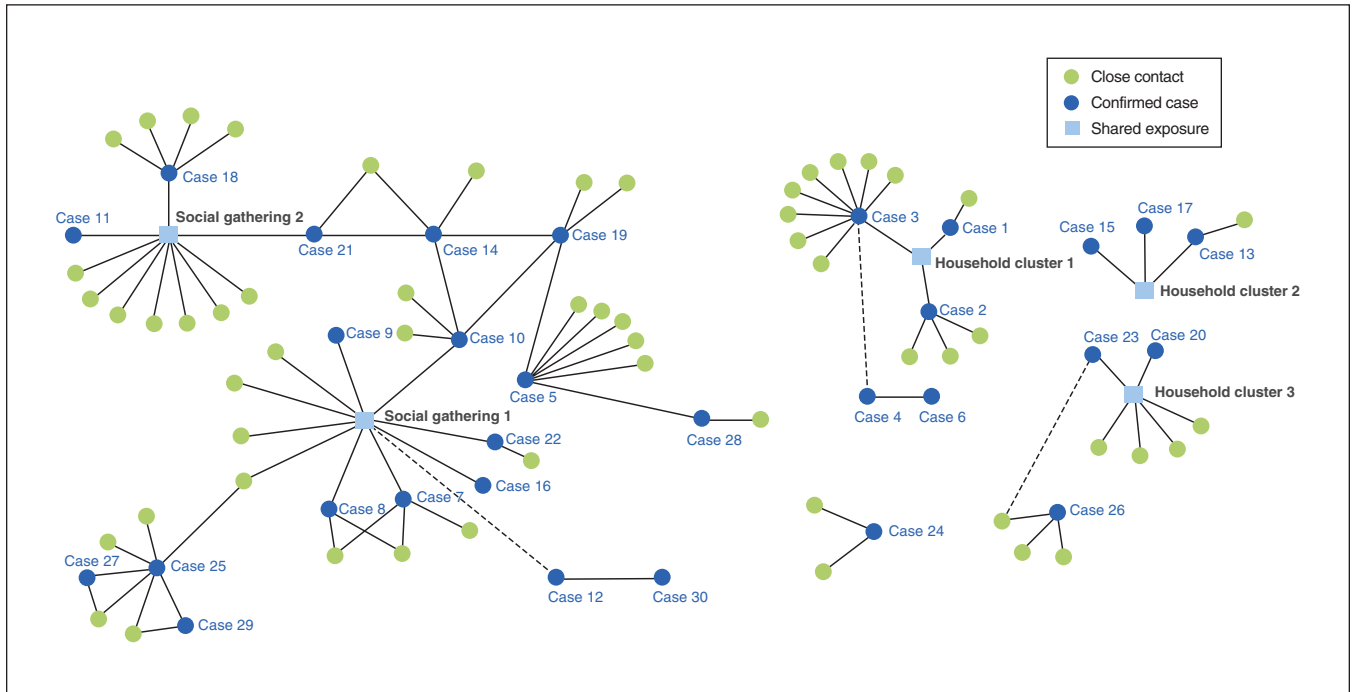 Close contact
Confirmed case
Shared exposure
Case 18
Case 11
Social gathering 2
Case 21
Case 14
Case 19
Case 3
Case 1
Household cluster 1
Case 15
Case 17
Case 13
Household cluster 2
Case 9
Case 10
Case 2
Case 23
Case 20
Case 5
Household cluster 3
Social gathering 1
Case 4
Case 6
Case 22
Case 28
Case 16
Case 7
Case 8
Case 24
Case 26
Case 27
Case 25
Case 12
Case 30
Case 29